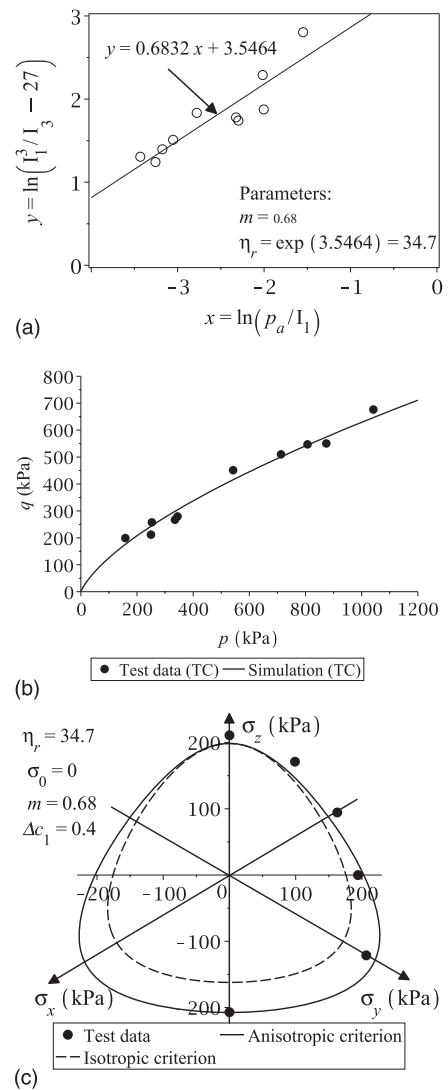 y = 0.6832 x + 3.5464
y = ln(I₁³/I₃ − 27)
3
2
1
0
Parameters:
m = 0.68
ηᵣ = exp (3.5464) = 34.7
−3 −2 −1 0
x = ln(pₐ/I₁)
(a)
800
700
600
500
400
300
200
100
0
q (kPa)
0 200 400 600 800 1000 1200
p (kPa)
● Test data (TC) — Simulation (TC)
(b)
ηᵣ = 34.7
σ₀ = 0
m = 0.68
Δc₁ = 0.4
σ_z (kPa)
200
100
-200 -100 0 100 200
-100
200
σₓ (kPa)
σ_y (kPa)
● Test data — Anisotropic criterion
--- Isotropic criterion
(c)